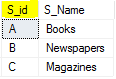 S_id S_Name
A Books
B Newspapers
C Magazines